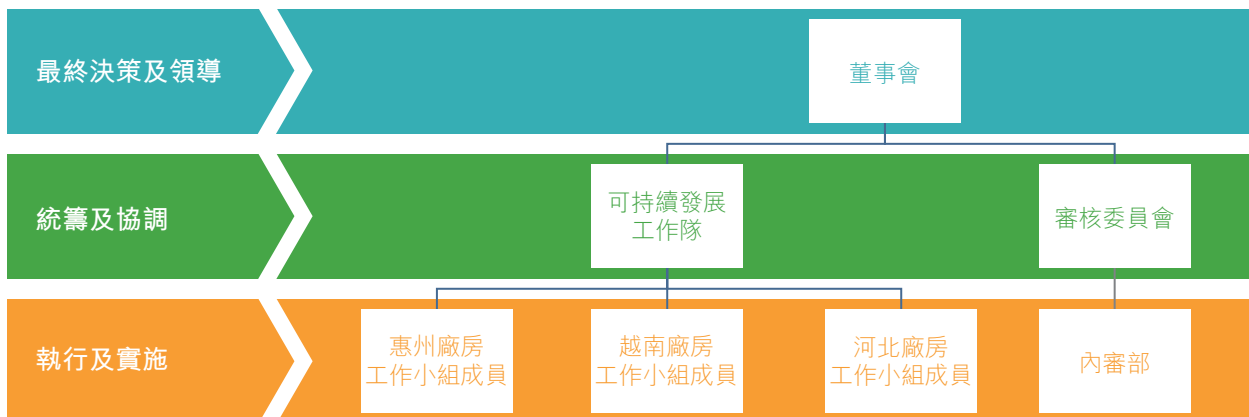 最終決策及領導
董事會
統籌及協調
可持續發展
工作隊
審核委員會
執行及實施
惠州廠房
工作小組成員
越南廠房
工作小組成員
河北廠房
工作小組成員
內審部